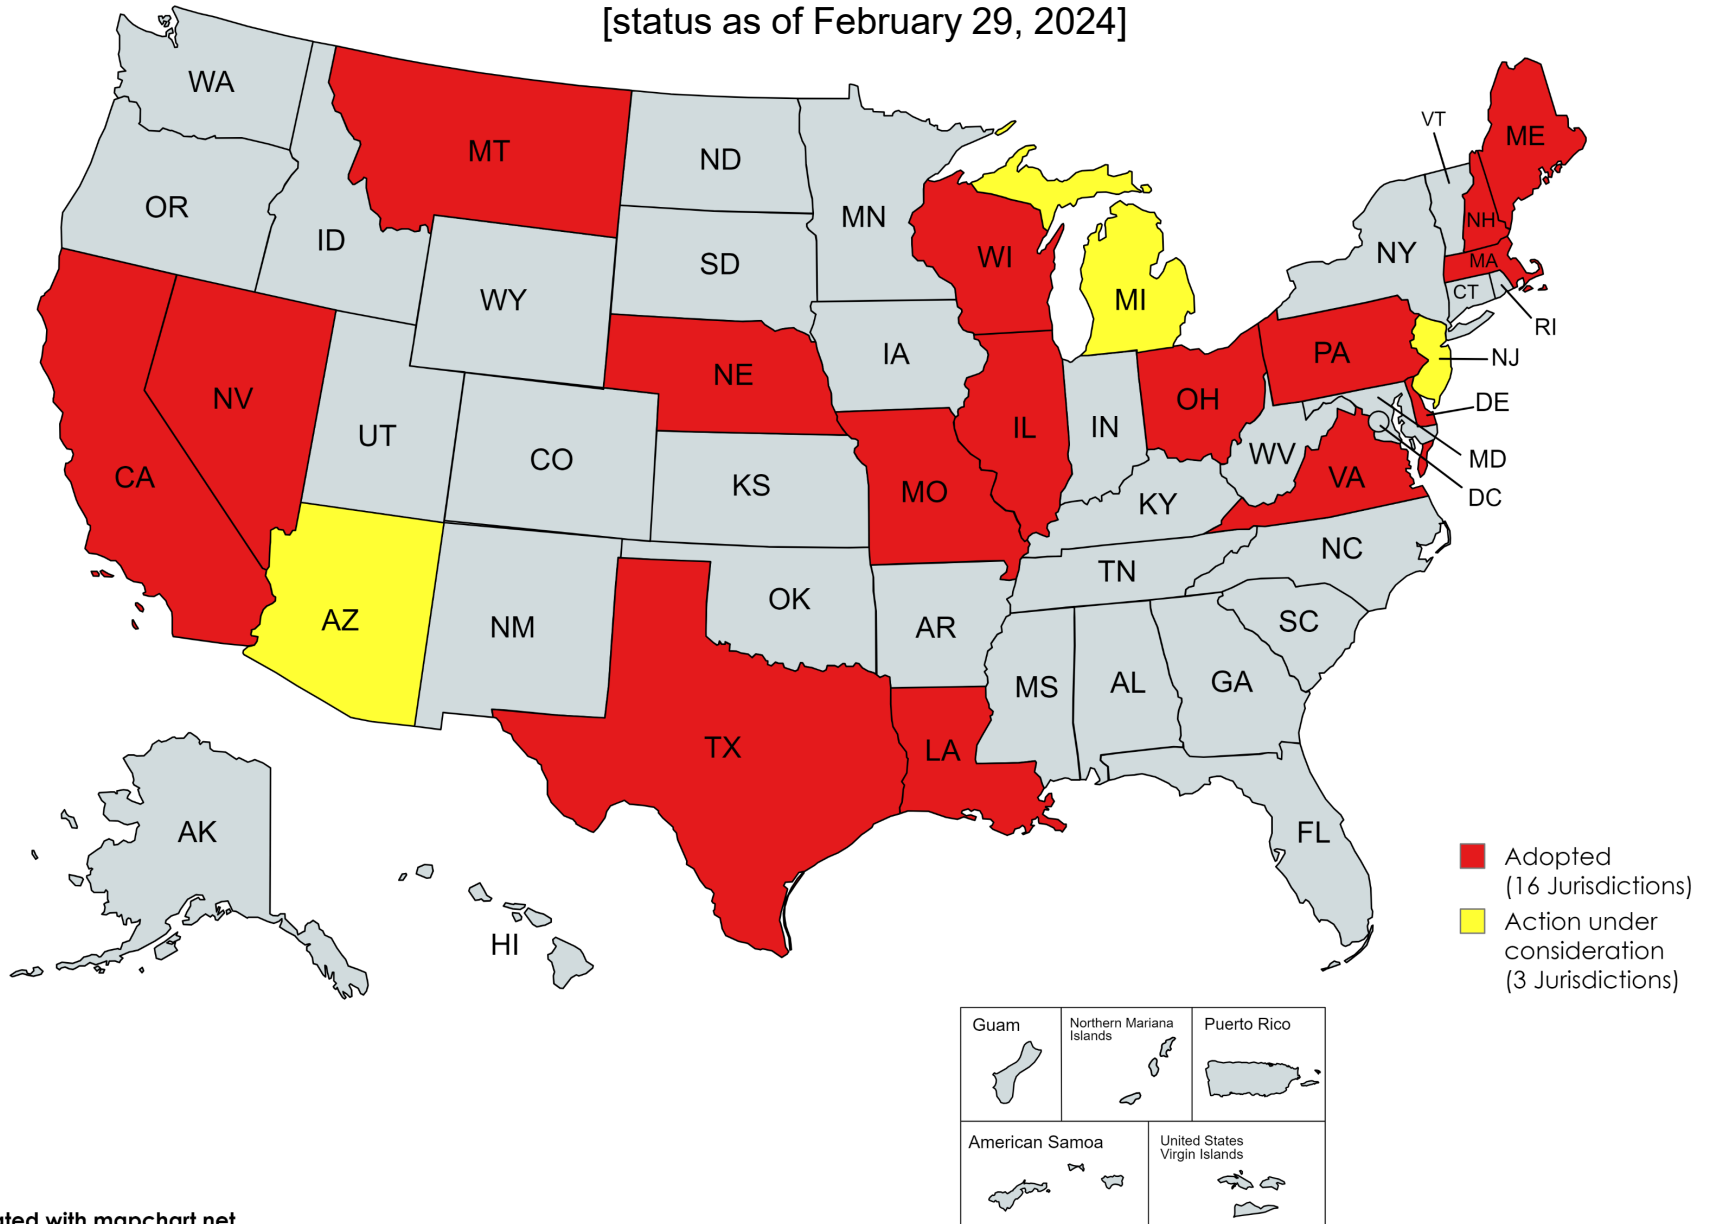 [status as of February 29, 2024]
WA
MT
ND
VT
ME
OR
ID
MN
NH
SD
WI
NY
MA
WY
MI
CT
RI
IA
PA
NJ
NE
NV
OH
DE
UT
IL
IN
CO
WV
MD
CA
KS
MO
VA
DC
KY
NC
TN
AZ
NM
OK
AR
SC
MS
AL
GA
TX
LA
AK
FL
HI
Adopted
(16 Jurisdictions)
Action under
consideration
(3 Jurisdictions)
Guam
Northern Mariana
Islands
Puerto Rico
American Samoa
United States
Virgin Islands
with mapchart.net